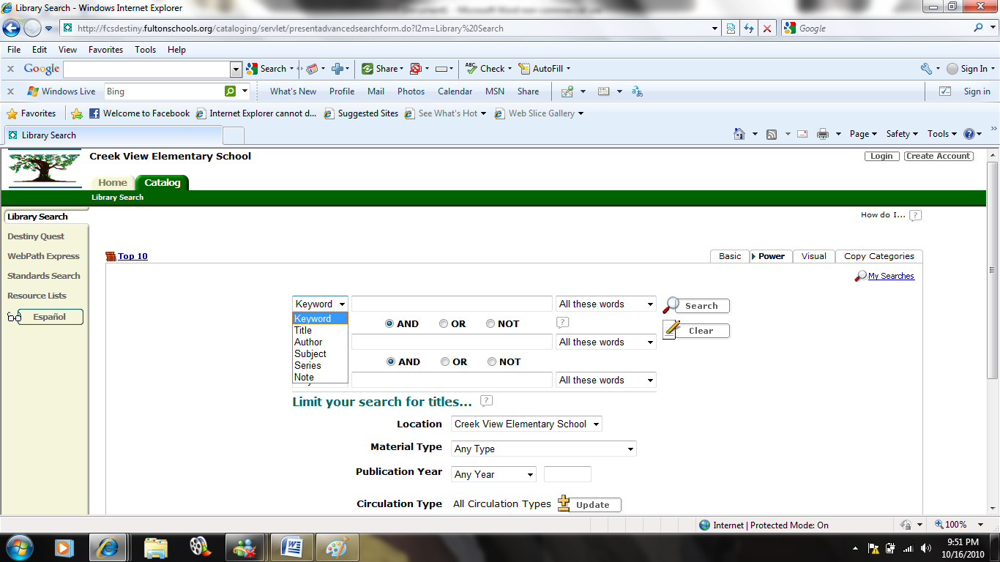 Library Search - Windows Internet Explorer
http://fcsdestiny.fultonschools.org/cataloging/servlet/presentadvancedsearchform.do?l2m=Library%20Search
Google
File Edit View Favorites Tools Help
x Google Search Share Check AutoFill Sign In
x Windows Live Bing What's New Profile Mail Photos Calendar MSN Share Sign in
Favorites Welcome to Facebook Internet Explorer cannot d... Suggested Sites See What's Hot Web Slice Gallery
Library Search Page Safety Tools
Creek View Elementary School Login Create Account
Home Catalog
Library Search
Library Search How do I... ?
Destiny Quest
WebPath Express Top 10 Basic Power Visual Copy Categories
Standards Search My Searches
Resource Lists
Español
Keyword All these words Search
Keyword AND OR NOT ? Clear
Title
Author All these words
Subject
Series AND OR NOT
Note All these words
Limit your search for titles... ?
Location Creek View Elementary School
Material Type Any Type
Publication Year Any Year
Circulation Type All Circulation Types Update
Internet | Protected Mode: On 100%
9:51 PM
10/16/2010